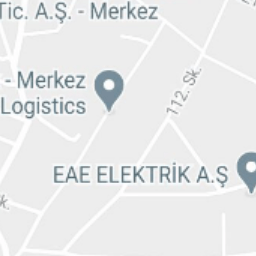 Tic. A.Ş. - Merkez
- Merkez
Logistics
112. Sk.
EAE ELEKTRİK A.Ş
k.